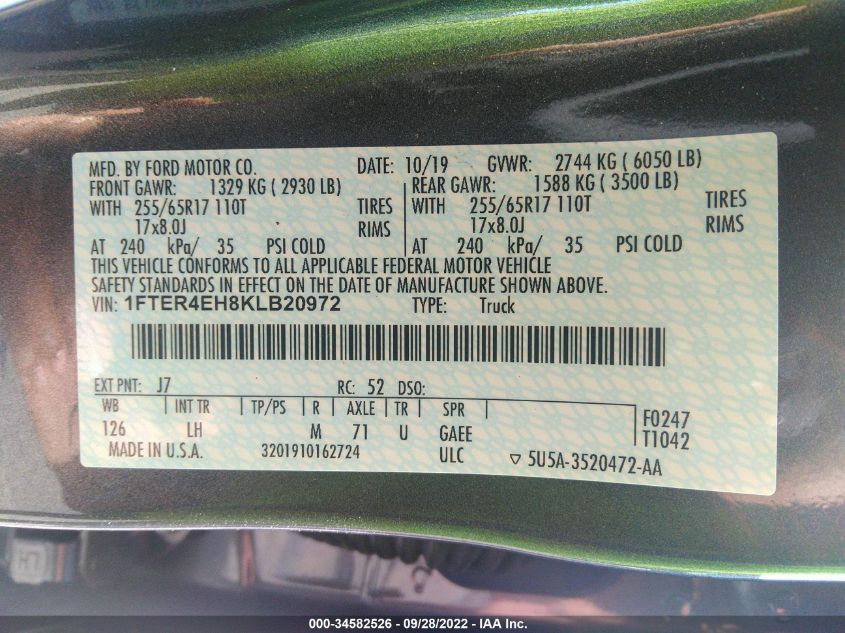 MFD. BY FORD MOTOR CO. DATE: 10/19 GVWR: 2744 KG ( 6050 LB)
FRONT GAWR: 1329 KG ( 2930 LB) REAR GAWR: 1588 KG ( 3500 LB)
WITH 255/65R17 110T TIRES WITH 255/65R17 110T TIRES
17x8.0J RIMS 17x8.0J RIMS
AT 240 kPa/ 35 PSI COLD AT 240 kPa/ 35 PSI COLD
THIS VEHICLE CONFORMS TO ALL APPLICABLE FEDERAL MOTOR VEHICLE
SAFETY STANDARDS IN EFFECT ON THE DATE OF MANUFACTURE SHOWN ABOVE.
VIN: 1FTER4EH8KLB20972 TYPE: Truck
EXT PNT: J7 RC: 52 DSO:
WB INT TR TP/PS R AXLE TR SPR F0247
126 LH M 71 U GAEE T1042
MADE IN U.S.A. 3201910162724 ULC ▽ 5U5A-3520472-AA
000-34582526 - 09/28/2022 - IAA Inc.